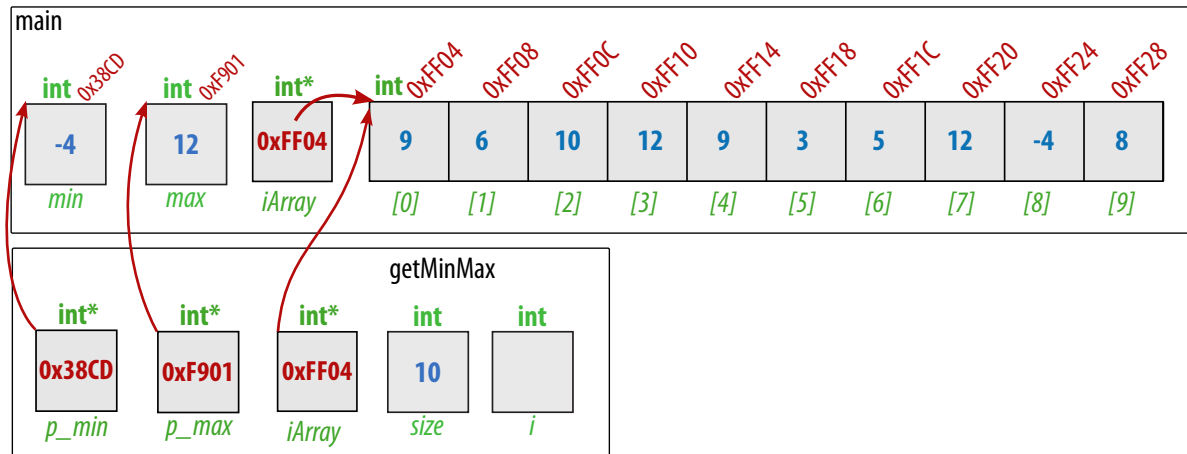 main
int 0x38CD int 0xF901 int* int 0xFF04 0xFF08 0xFF0C 0xFF10 0xFF14 0xFF18 0xFF1C 0xFF20 0xFF24 0xFF28
-4 12 0xFF04 9 6 10 12 9 3 5 12 -4 8
min max iArray [0] [1] [2] [3] [4] [5] [6] [7] [8] [9]
getMinMax
int* int* int* int int
0x38CD 0xF901 0xFF04 10
p_min p_max iArray size i